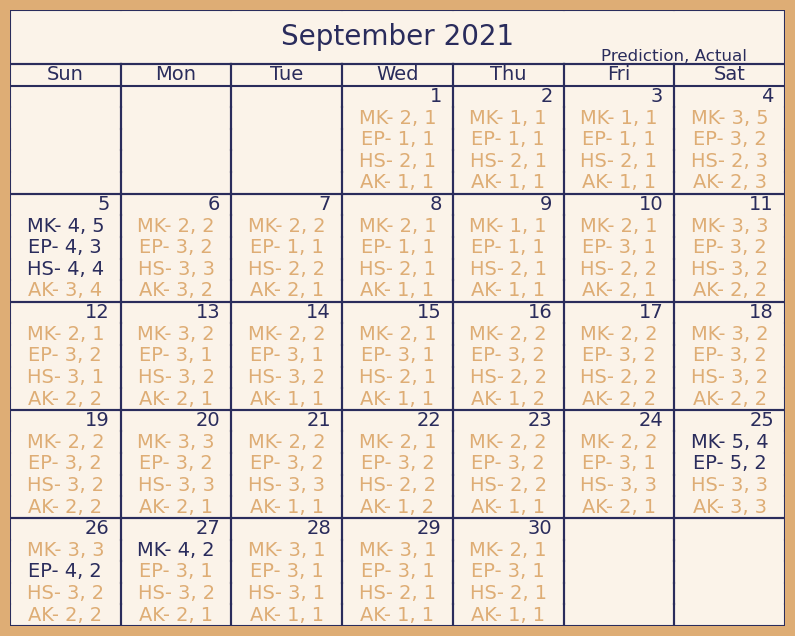 September 2021
Prediction, Actual
Sun Mon Tue Wed Thu Fri Sat
1 2 3 4
MK- 2, 1 MK- 1, 1 MK- 1, 1 MK- 3, 5
EP- 1, 1 EP- 1, 1 EP- 1, 1 EP- 3, 2
HS- 2, 1 HS- 2, 1 HS- 2, 1 HS- 2, 3
AK- 1, 1 AK- 1, 1 AK- 1, 1 AK- 2, 3
5 6 7 8 9 10 11
MK- 4, 5 MK- 2, 2 MK- 2, 2 MK- 2, 1 MK- 1, 1 MK- 2, 1 MK- 3, 3
EP- 4, 3 EP- 3, 2 EP- 1, 1 EP- 1, 1 EP- 1, 1 EP- 3, 1 EP- 3, 2
HS- 4, 4 HS- 3, 3 HS- 2, 2 HS- 2, 1 HS- 2, 1 HS- 2, 2 HS- 3, 2
AK- 3, 4 AK- 3, 2 AK- 2, 1 AK- 1, 1 AK- 1, 1 AK- 2, 1 AK- 2, 2
12 13 14 15 16 17 18
MK- 2, 1 MK- 3, 2 MK- 2, 2 MK- 2, 1 MK- 2, 2 MK- 2, 2 MK- 3, 2
EP- 3, 2 EP- 3, 1 EP- 3, 1 EP- 3, 1 EP- 3, 2 EP- 3, 2 EP- 3, 2
HS- 3, 1 HS- 3, 2 HS- 3, 2 HS- 2, 1 HS- 2, 2 HS- 2, 2 HS- 3, 2
AK- 2, 2 AK- 2, 1 AK- 1, 1 AK- 1, 1 AK- 1, 2 AK- 2, 2 AK- 2, 2
19 20 21 22 23 24 25
MK- 2, 2 MK- 3, 3 MK- 2, 2 MK- 2, 1 MK- 2, 2 MK- 2, 2 MK- 5, 4
EP- 3, 2 EP- 3, 2 EP- 3, 2 EP- 3, 2 EP- 3, 2 EP- 3, 1 EP- 5, 2
HS- 3, 2 HS- 3, 3 HS- 3, 3 HS- 2, 2 HS- 2, 2 HS- 3, 3 HS- 3, 3
AK- 2, 2 AK- 2, 1 AK- 1, 1 AK- 1, 2 AK- 1, 1 AK- 2, 1 AK- 3, 3
26 27 28 29 30
MK- 3, 3 MK- 4, 2 MK- 3, 1 MK- 3, 1 MK- 2, 1
EP- 4, 2 EP- 3, 1 EP- 3, 1 EP- 3, 1 EP- 3, 1
HS- 3, 2 HS- 3, 2 HS- 3, 1 HS- 2, 1 HS- 2, 1
AK- 2, 2 AK- 2, 1 AK- 1, 1 AK- 1, 1 AK- 1, 1